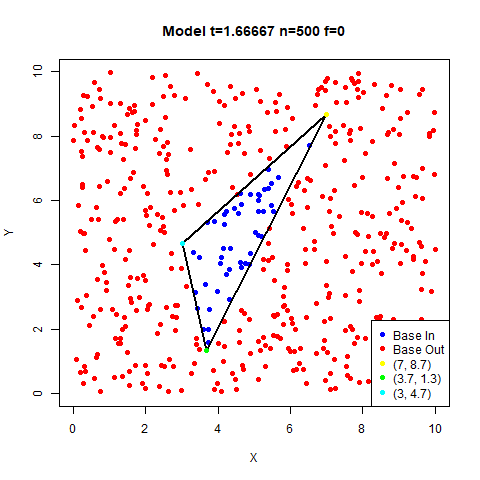 Model t=1.66667 n=500 f=0
10
8
6
4
2
0
Y
Base In
Base Out
(7, 8.7)
(3.7, 1.3)
(3, 4.7)
0 2 4 6 8 10
X